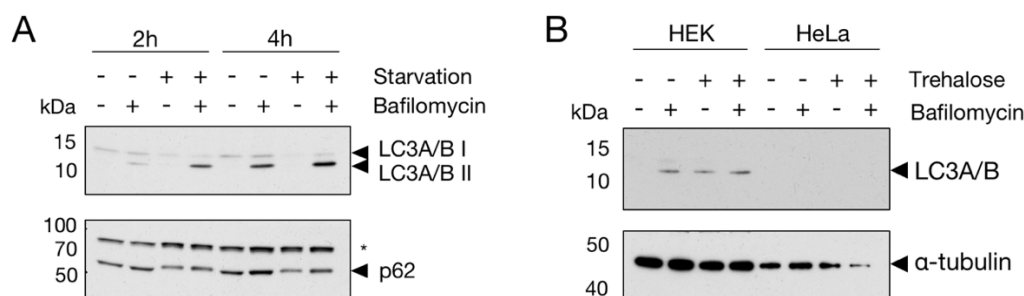 A
2h 4h
- - + + - - + + Starvation
kDa - + - + - + - + Bafilomycin
15
10
LC3A/B I
LC3A/B II
100
70
50
*
p62
B
HEK HeLa
- - + + - - + + Trehalose
kDa - + - + - + - + Bafilomycin
15
10
LC3A/B
50
40
α-tubulin